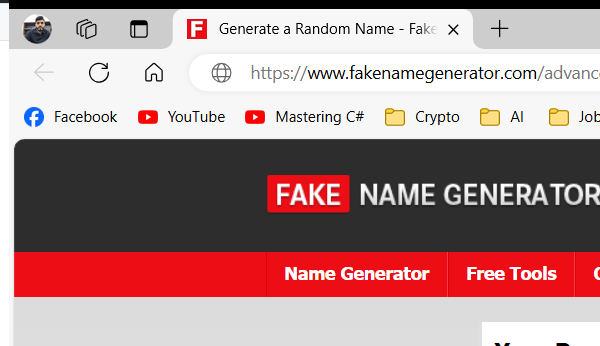 Generate a Random Name - Fake
https://www.fakenamegenerator.com/advanc
Facebook YouTube Mastering C# Crypto AI Job
FAKE NAME GENERATOR
Name Generator Free Tools